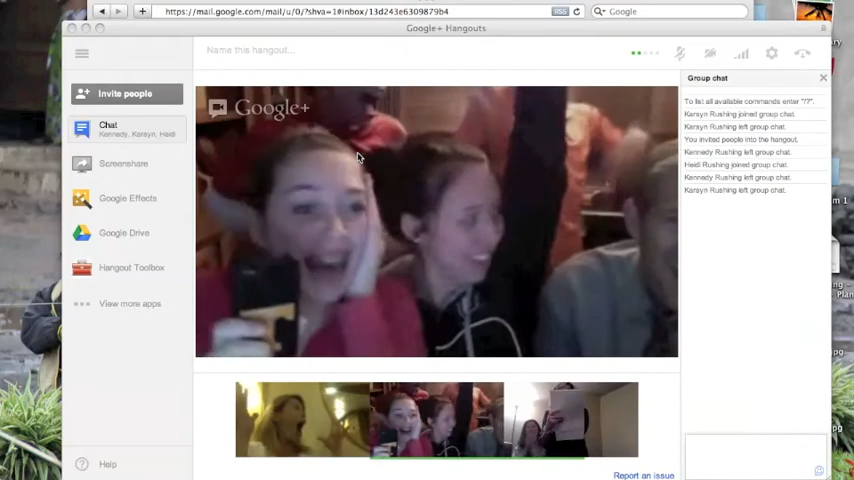 https://mail.google.com/mail/u/0/?shva=1#inbox/13d243e6309879b4
RSS
Google
Google+ Hangouts
Name this hangout...
Invite people
Chat
Kennedy, Karsyn, Heidi
Screenshare
Google Effects
Google Drive
Hangout Toolbox
View more apps
Help
Google+
Group chat
To list all available commands enter "/?".
Karsyn Rushing joined group chat.
Karsyn Rushing left group chat.
You invited people into the hangout.
Kennedy Rushing left group chat.
Heidi Rushing joined group chat.
Kennedy Rushing left group chat.
Karsyn Rushing left group chat.
Report an issue